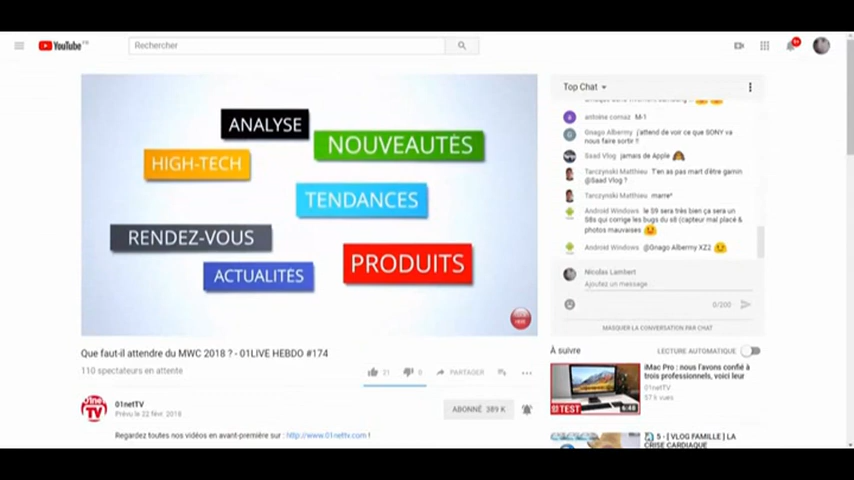 YouTube FR
Rechercher
9+
ANALYSE
NOUVEAUTÉS
HIGH-TECH
TENDANCES
RENDEZ-VOUS
PRODUITS
ACTUALITÉS
Que faut-il attendre du MWC 2018 ? - 01LIVE HEBDO #174
110 spectateurs en attente
21
0
PARTAGER
01netTV
Prévu le 22 févr. 2018
ABONNÉ 389 K
Regardez toutes nos vidéos en avant-première sur : http://www.01nettv.com !
Top Chat
antoine cornaz M-1
Gnago Albermy j'attend de voir ce que SONY va
nous faire sortir !!
Saad Vlog jamais de Apple
Tarczynski Matthieu T'en as pas mart d'être gamin
@Saad Vlog ?
Tarczynski Matthieu marre*
Android Windows le S9 sera très bien ça sera un
S8s qui corrige les bugs du s8 (capteur mal placé &
photos mauvaises
Android Windows @Gnago Albermy XZ2
Nicolas Lambert
Ajoutez un message...
0/200
MASQUER LA CONVERSATION PAR CHAT
À suivre
LECTURE AUTOMATIQUE
iMac Pro : nous l'avons confié à
trois professionnels, voici leur
01netTV
57 k vues
TEST
6:48
5 - [ VLOG FAMILLE ] LA
CRISE CARDIAQUE